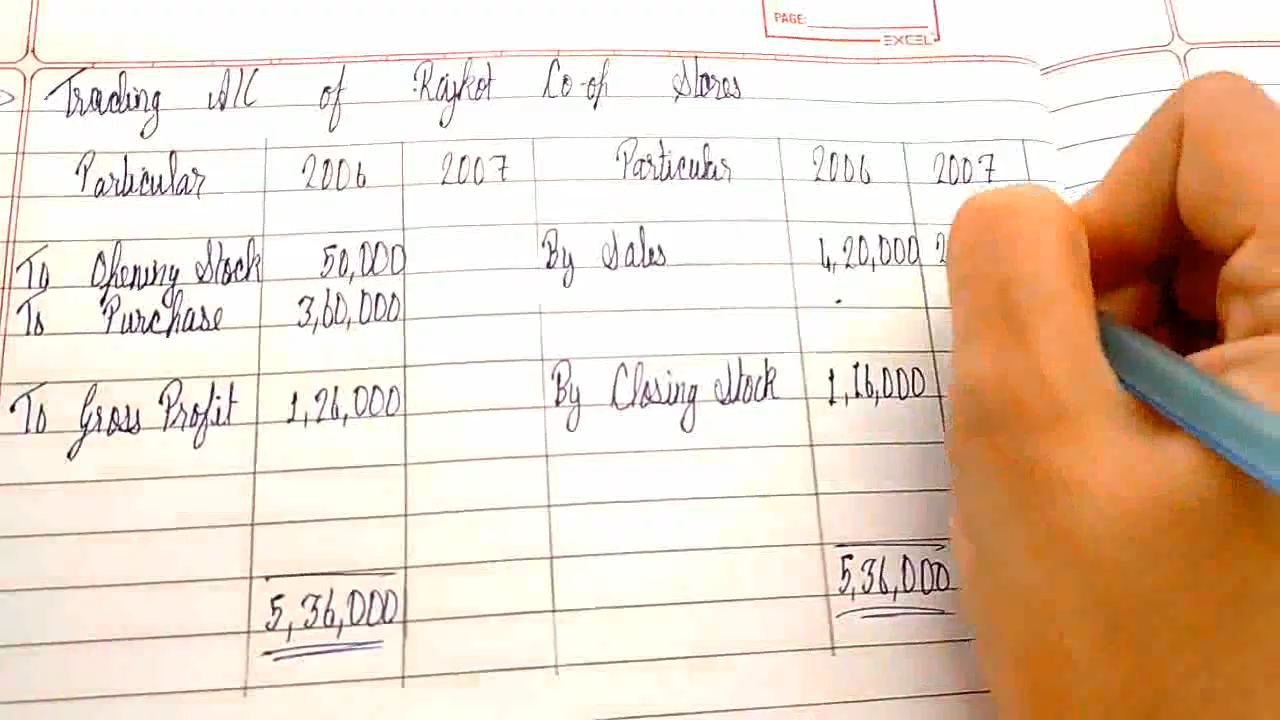 PAGE:
EXCEL
Trading A/C of Rajkot Co-op Stores
Particular 2006 2007 Particular 2006 2007
To Opening Stock 50,000 By Sales 4,20,000 2
To Purchase 3,60,000
To Gross Profit 1,26,000 By Closing Stock 1,16,000
5,36,000 5,36,000